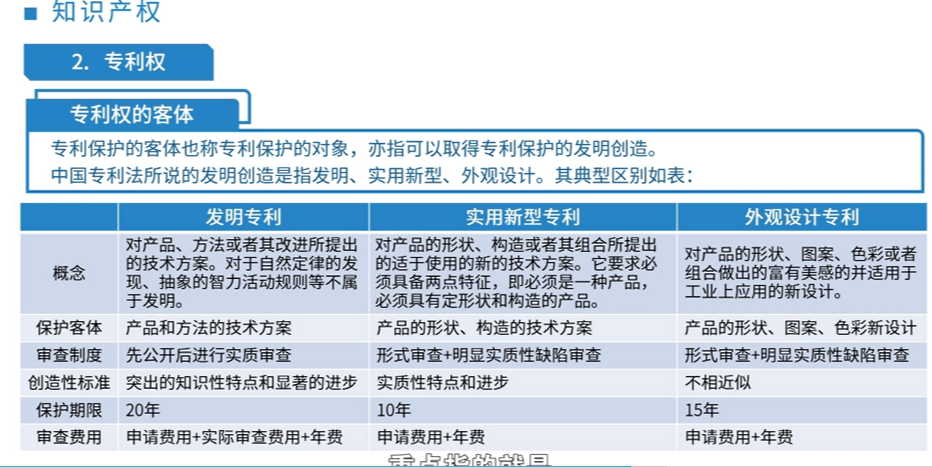 ■ 知识产权
2. 专利权
专利权的客体
专利保护的客体也称专利保护的对象，亦指可以取得专利保护的发明创造。
中国专利法所说的发明创造是指发明、实用新型、外观设计。其典型区别如表：
发明专利 实用新型专利 外观设计专利
概念
对产品、方法或者其改进所提出
的技术方案。对于自然定律的发
现、抽象的智力活动规则等不属
于发明。
对产品的形状、构造或者其组合所提出
的适于使用的新的技术方案。它要求必
须具备两点特征，即必须是一种产品，
必须具有定形状和构造的产品。
对产品的形状、图案、色彩或者
组合做出的富有美感的并适用于
工业上应用的新设计。
保护客体 产品和方法的技术方案 产品的形状、构造的技术方案 产品的形状、图案、色彩新设计
审查制度 先公开后进行实质审查 形式审查+明显实质性缺陷审查 形式审查+明显实质性缺陷审查
创造性标准 突出的知识性特点和显著的进步 实质性特点和进步 不相近似
保护期限 20年 10年 15年
审查费用 申请费用+实际审查费用+年费 申请费用+年费 申请费用+年费
重点指的就是